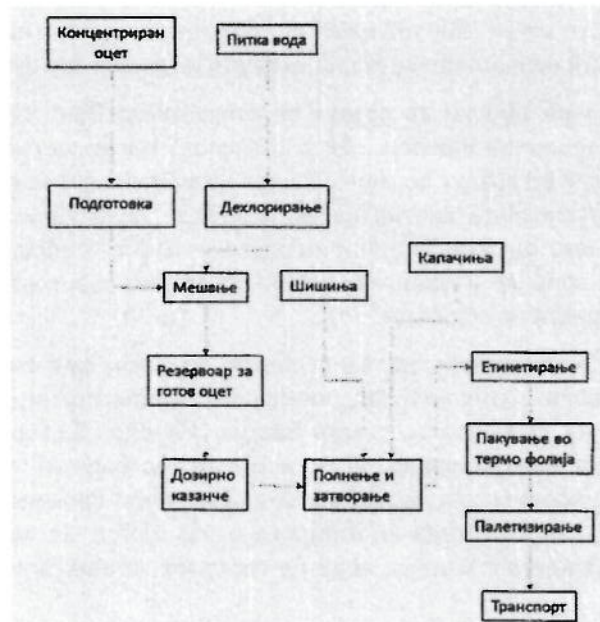 Концентриран
оцет
Питка вода
Подготовка
Дехлорирање
Капачиња
Мешање
Шишиња
Резервоар за
готов оцет
Етикетирање
Пакување во
термо фолија
Дозирно
казанче
Полнење и
затворање
Палетизирање
Транспорт